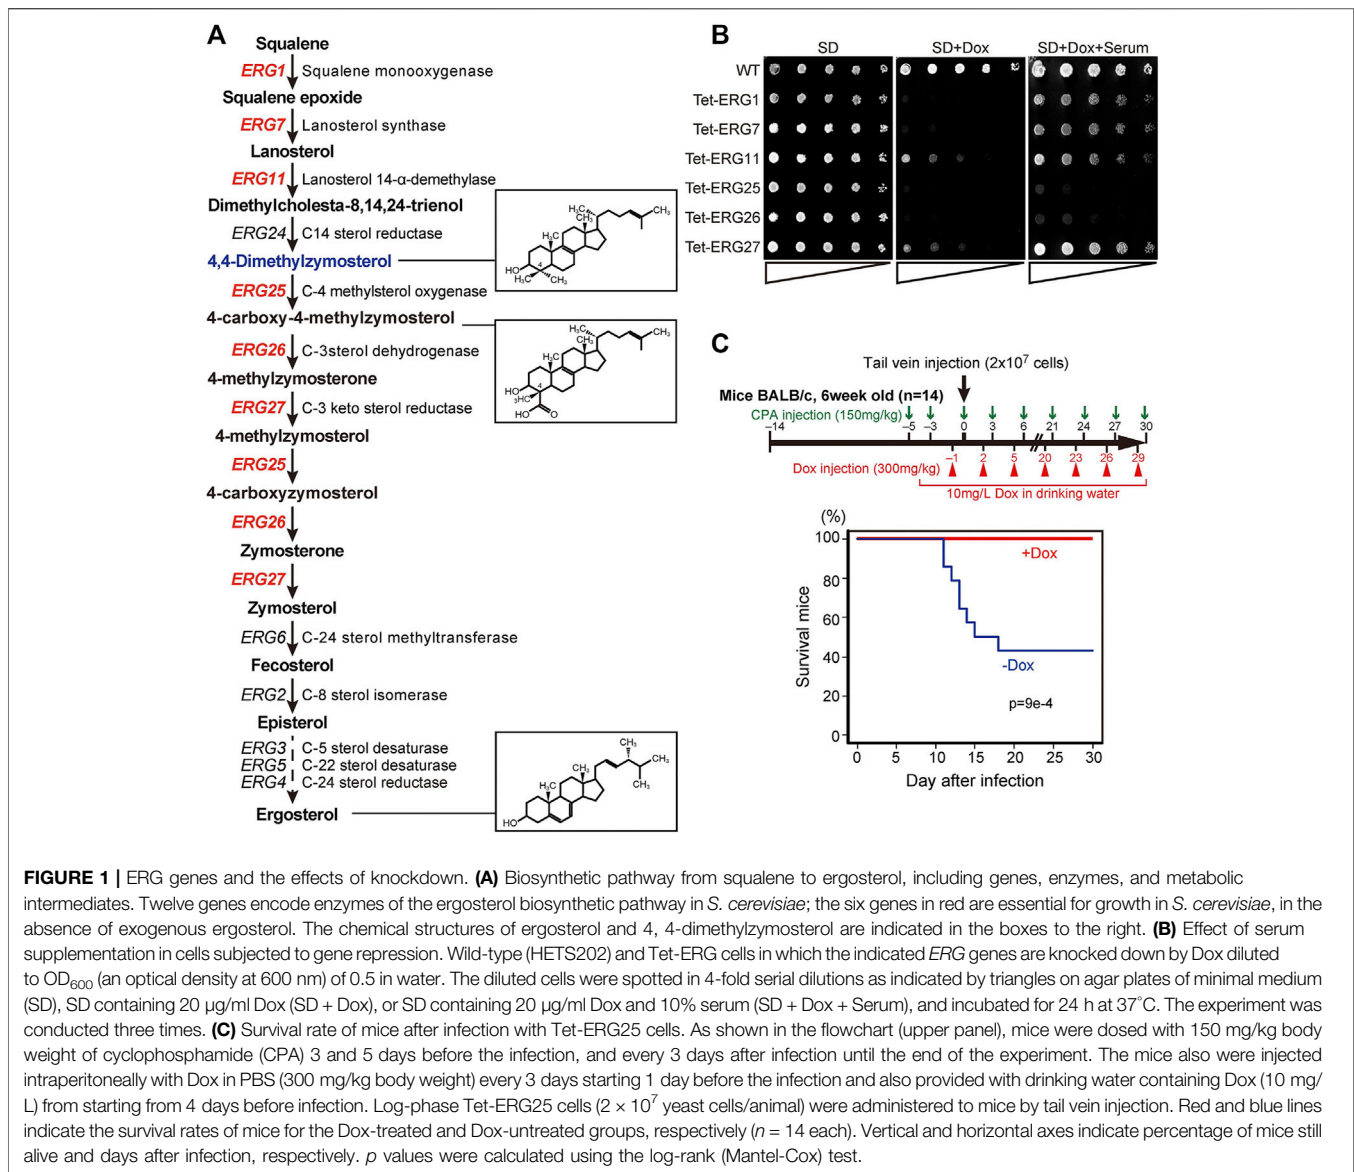 A
Squalene
ERG1 Squalene monooxygenase
Squalene epoxide
ERG7 Lanosterol synthase
Lanosterol
ERG11 Lanosterol 14-α-demethylase
Dimethylcholesta-8,14,24-trienol
ERG24 C14 sterol reductase
4,4-Dimethylzymosterol
ERG25 C-4 methylsterol oxygenase
4-carboxy-4-methylzymosterol
ERG26 C-3sterol dehydrogenase
4-methylzymosterone
ERG27 C-3 keto sterol reductase
4-methylzymosterol
ERG25
4-carboxyzymosterol
ERG26
Zymosterone
ERG27
Zymosterol
ERG6 C-24 sterol methyltransferase
Fecosterol
ERG2 C-8 sterol isomerase
Episterol
ERG3 C-5 sterol desaturase
ERG5 C-22 sterol desaturase
ERG4 C-24 sterol reductase
Ergosterol
H₃C
CH₃
CH₃
CH₃
H₃C
HO
4
H₃C
CH₃
H₃C
CH₃
CH₃
CH₃
H₃C
HO
4
₃HC
HO
O
CH₃
CH₃
CH₃
CH₃
H₃C
HO
B
SD SD+Dox SD+Dox+Serum
WT
Tet-ERG1
Tet-ERG7
Tet-ERG11
Tet-ERG25
Tet-ERG26
Tet-ERG27
C
Tail vein injection (2x10⁷ cells)
Mice BALB/c, 6week old (n=14)
CPA injection (150mg/kg)
–14 –5 –3 0 3 6 21 24 27 30
–1 2 5 20 23 26 29
Dox injection (300mg/kg)
10mg/L Dox in drinking water
(%)
100
80
60
40
20
0
Survival mice
+Dox
-Dox
p=9e-4
0 5 10 15 20 25 30
Day after infection
FIGURE 1 | ERG genes and the effects of knockdown. (A) Biosynthetic pathway from squalene to ergosterol, including genes, enzymes, and metabolic
intermediates. Twelve genes encode enzymes of the ergosterol biosynthetic pathway in S. cerevisiae; the six genes in red are essential for growth in S. cerevisiae, in the
absence of exogenous ergosterol. The chemical structures of ergosterol and 4, 4-dimethylzymosterol are indicated in the boxes to the right. (B) Effect of serum
supplementation in cells subjected to gene repression. Wild-type (HETS202) and Tet-ERG cells in which the indicated ERG genes are knocked down by Dox diluted
to OD₆₀₀ (an optical density at 600 nm) of 0.5 in water. The diluted cells were spotted in 4-fold serial dilutions as indicated by triangles on agar plates of minimal medium
(SD), SD containing 20 μg/ml Dox (SD + Dox), or SD containing 20 μg/ml Dox and 10% serum (SD + Dox + Serum), and incubated for 24 h at 37°C. The experiment was
conducted three times. (C) Survival rate of mice after infection with Tet-ERG25 cells. As shown in the flowchart (upper panel), mice were dosed with 150 mg/kg body
weight of cyclophosphamide (CPA) 3 and 5 days before the infection, and every 3 days after infection until the end of the experiment. The mice also were injected
intraperitoneally with Dox in PBS (300 mg/kg body weight) every 3 days starting 1 day before the infection and also provided with drinking water containing Dox (10 mg/
L) from starting from 4 days before infection. Log-phase Tet-ERG25 cells (2 × 10⁷ yeast cells/animal) were administered to mice by tail vein injection. Red and blue lines
indicate the survival rates of mice for the Dox-treated and Dox-untreated groups, respectively (n = 14 each). Vertical and horizontal axes indicate percentage of mice still
alive and days after infection, respectively. p values were calculated using the log-rank (Mantel-Cox) test.